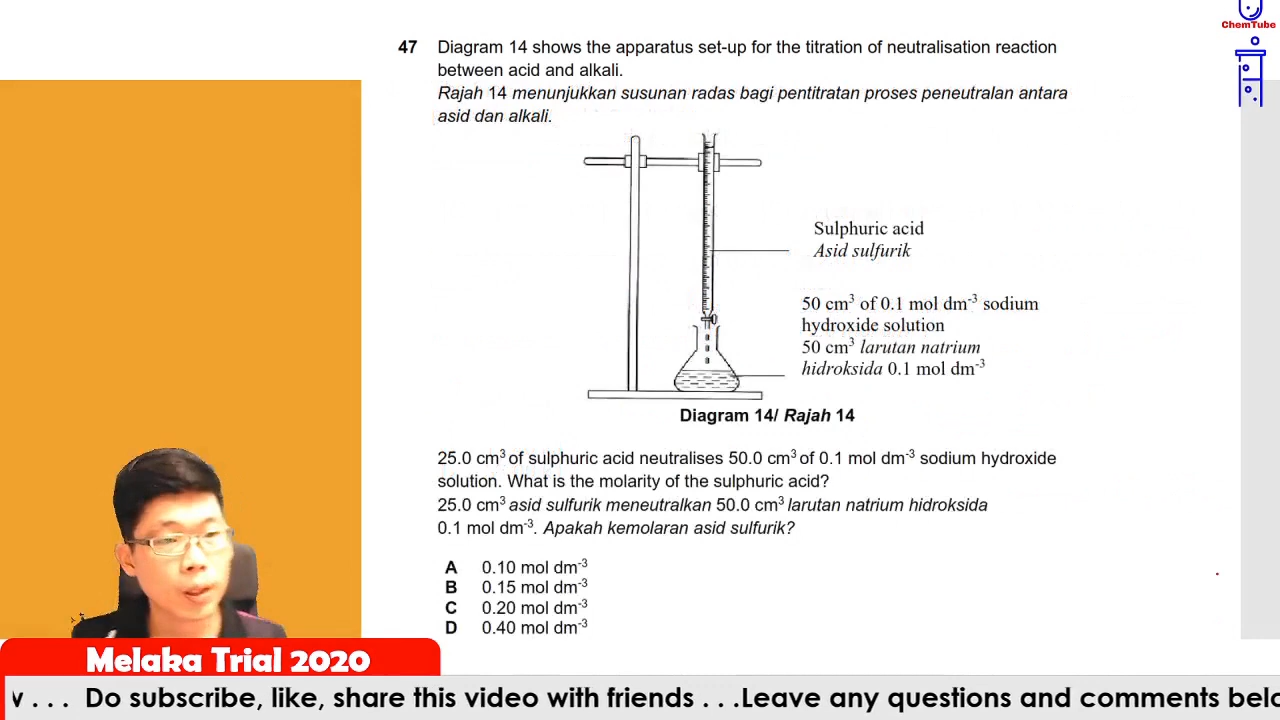 ChemTube
47 Diagram 14 shows the apparatus set-up for the titration of neutralisation reaction
between acid and alkali.
Rajah 14 menunjukkan susunan radas bagi pentitratan proses peneutralan antara
asid dan alkali.
Sulphuric acid
Asid sulfurik
50 cm³ of 0.1 mol dm⁻³ sodium
hydroxide solution
50 cm³ larutan natrium
hidroksida 0.1 mol dm⁻³
Diagram 14/ Rajah 14
25.0 cm³ of sulphuric acid neutralises 50.0 cm³ of 0.1 mol dm⁻³ sodium hydroxide
solution. What is the molarity of the sulphuric acid?
25.0 cm³ asid sulfurik meneutralkan 50.0 cm³ larutan natrium hidroksida
0.1 mol dm⁻³. Apakah kemolaran asid sulfurik?
A 0.10 mol dm⁻³
B 0.15 mol dm⁻³
C 0.20 mol dm⁻³
D 0.40 mol dm⁻³
Melaka Trial 2020
. . . Do subscribe, like, share this video with friends . . .Leave any questions and comments